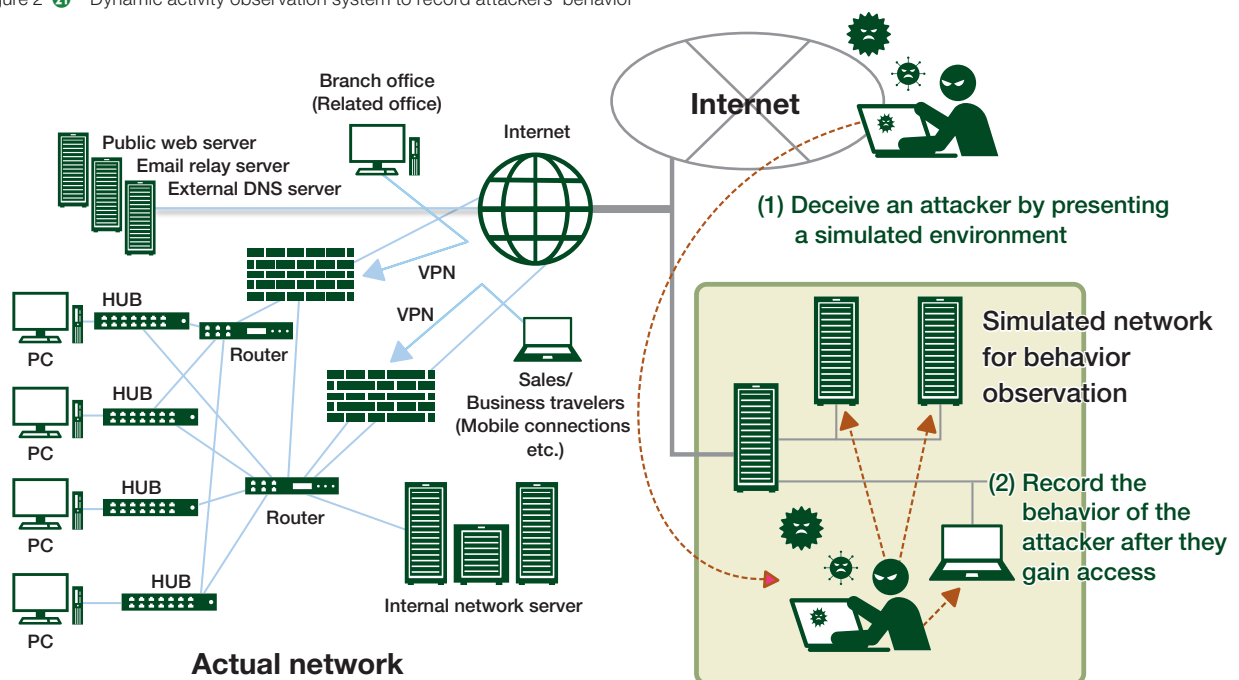 gure 2 21 Dynamic activity observation system to record attackers' behavior
Branch office
(Related office)
Internet
Public web server
Email relay server
External DNS server
Internet
(1) Deceive an attacker by presenting
a simulated environment
VPN
VPN
HUB
PC
Router
HUB
PC
Sales/
Business travelers
(Mobile connections
etc.)
Simulated network
for behavior
observation
HUB
PC
Router
(2) Record the
behavior of the
attacker after they
gain access
HUB
PC
Internal network server
Actual network